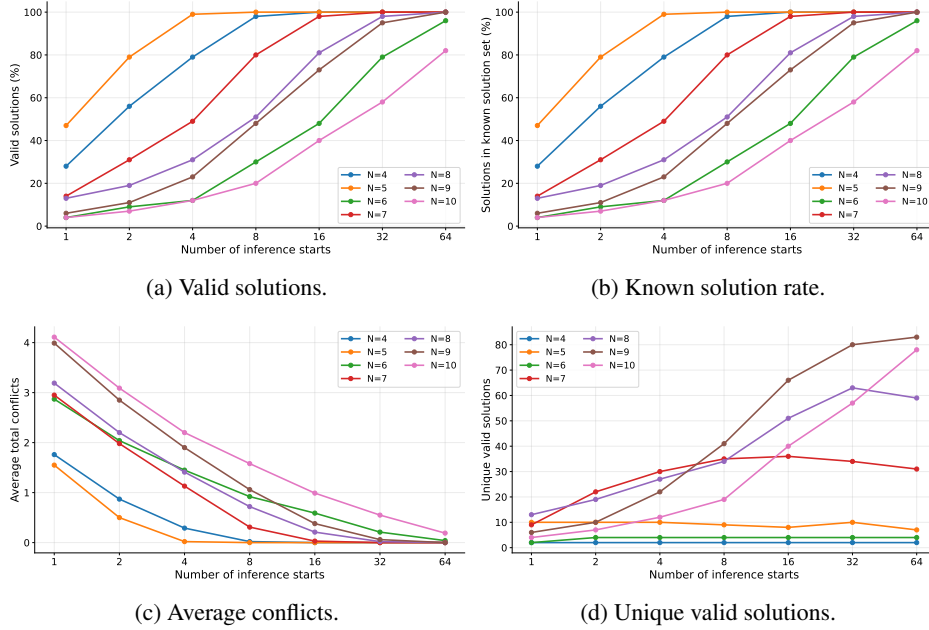 100
80
60
40
20
0
Valid solutions (%)
1 2 4 8 16 32 64
Number of inference starts
N=4 N=8
N=5 N=9
N=6 N=10
N=7
(a) Valid solutions.
100
80
60
40
20
0
Solutions in known solution set (%)
1 2 4 8 16 32 64
Number of inference starts
N=4 N=8
N=5 N=9
N=6 N=10
N=7
(b) Known solution rate.
4
3
2
1
0
Average total conflicts
1 2 4 8 16 32 64
Number of inference starts
N=4 N=8
N=5 N=9
N=6 N=10
N=7
(c) Average conflicts.
80
70
60
50
40
30
20
10
0
Unique valid solutions
1 2 4 8 16 32 64
Number of inference starts
N=4 N=8
N=5 N=9
N=6 N=10
N=7
(d) Unique valid solutions.